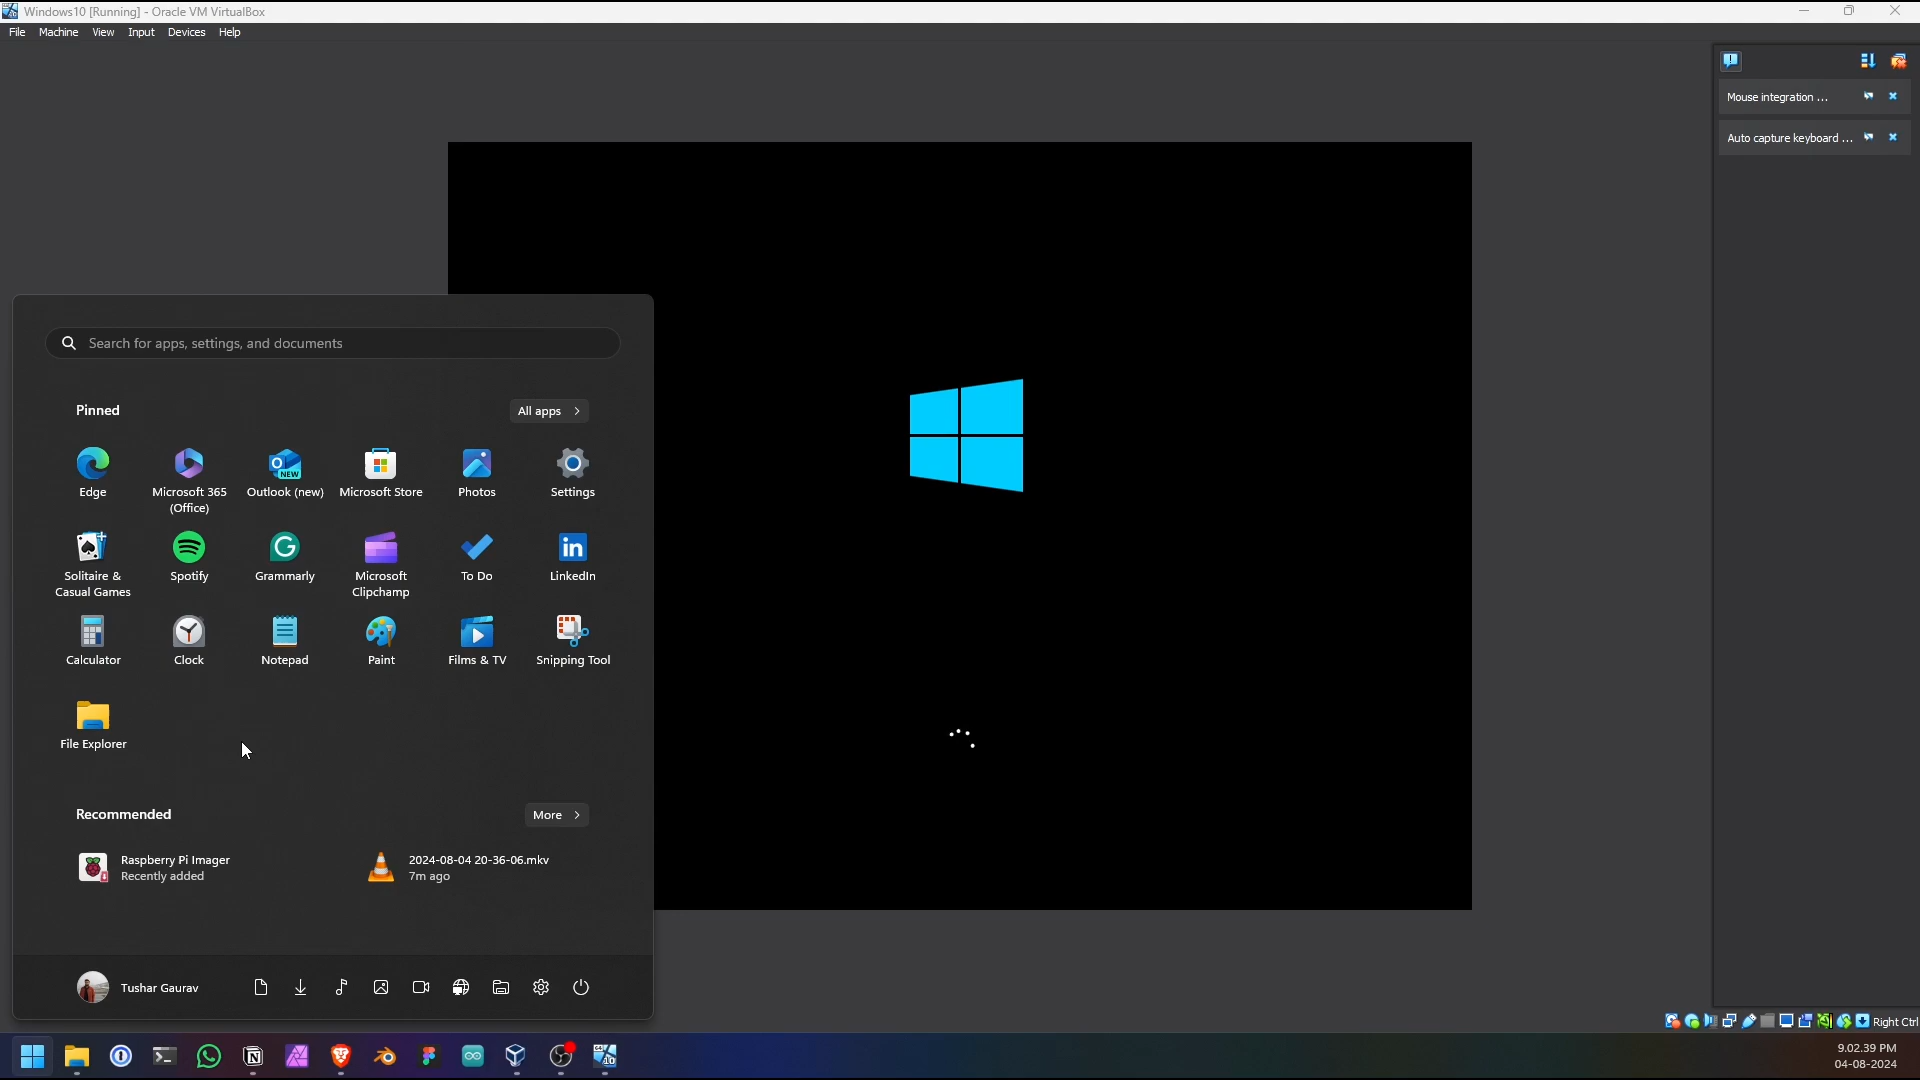 Windows10 [Running] - Oracle VM VirtualBox
File Machine View Input Devices Help
Mouse integration ...
Auto capture keyboard ...
Search for apps, settings, and documents
Pinned
All apps
Edge
Microsoft 365
(Office)
Outlook (new)
Microsoft Store
Photos
Settings
Solitaire &
Casual Games
Spotify
Grammarly
Microsoft
Clipchamp
To Do
LinkedIn
Calculator
Clock
Notepad
Paint
Films & TV
Snipping Tool
File Explorer
Recommended
More
Raspberry Pi Imager
Recently added
2024-08-04 20-36-06.mkv
7m ago
Tushar Gaurav
Right Ctrl
9.02.39 PM
04-08-2024